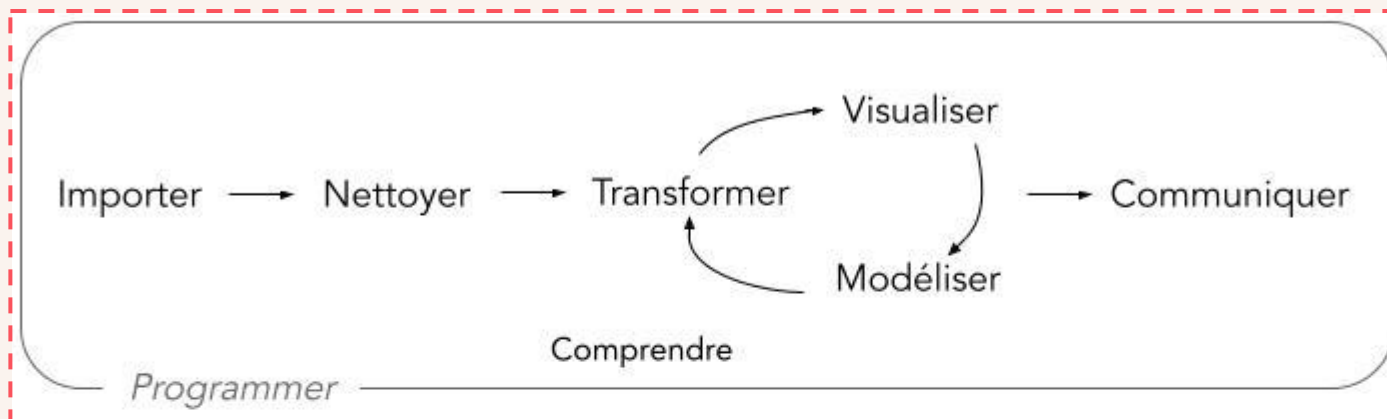 Visualiser
Importer Nettoyer Transformer Communiquer
Modéliser
Comprendre
Programmer